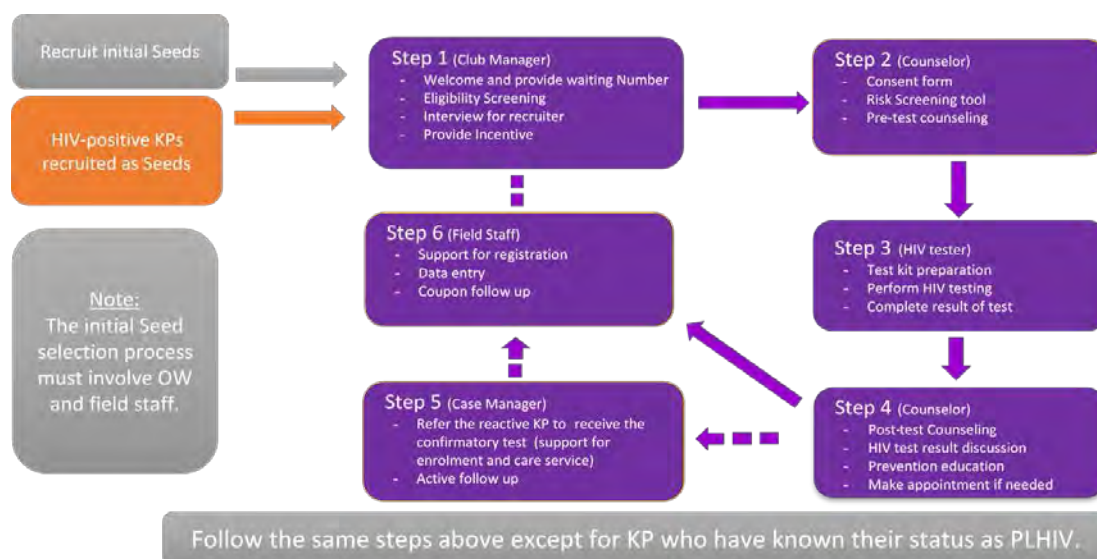 Recruit initial Seeds
HIV-positive KPs
recruited as Seeds
Note:
The initial Seed
selection process
must involve OW
and field staff.
Step 1 (Club Manager)
- Welcome and provide waiting Number
- Eligibility Screening
- Interview for recruiter
- Provide Incentive
Step 2 (Counselor)
- Consent form
- Risk Screening tool
- Pre-test counseling
Step 3 (HIV tester)
- Test kit preparation
- Perform HIV testing
- Complete result of test
Step 4 (Counselor)
- Post-test Counseling
- HIV test result discussion
- Prevention education
- Make appointment if needed
Step 5 (Case Manager)
- Refer the reactive KP to receive the
confirmatory test (support for
enrolment and care service)
- Active follow up
Step 6 (Field Staff)
- Support for registration
- Data entry
- Coupon follow up
Follow the same steps above except for KP who have known their status as PLHIV.